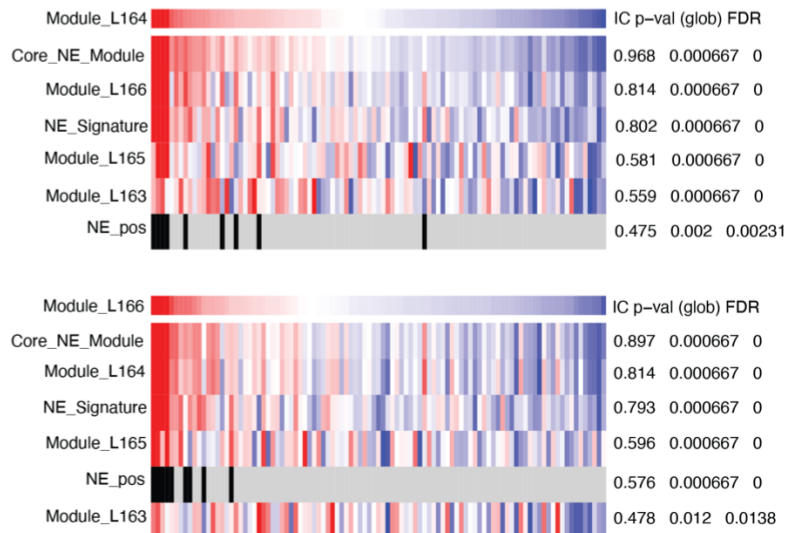 Module_L164 IC p-val (glob) FDR
Core_NE_Module 0.968 0.000667 0
Module_L166 0.814 0.000667 0
NE_Signature 0.802 0.000667 0
Module_L165 0.581 0.000667 0
Module_L163 0.559 0.000667 0
NE_pos 0.475 0.002 0.00231
Module_L166 IC p-val (glob) FDR
Core_NE_Module 0.897 0.000667 0
Module_L164 0.814 0.000667 0
NE_Signature 0.793 0.000667 0
Module_L165 0.596 0.000667 0
NE_pos 0.576 0.000667 0
Module_L163 0.478 0.012 0.0138